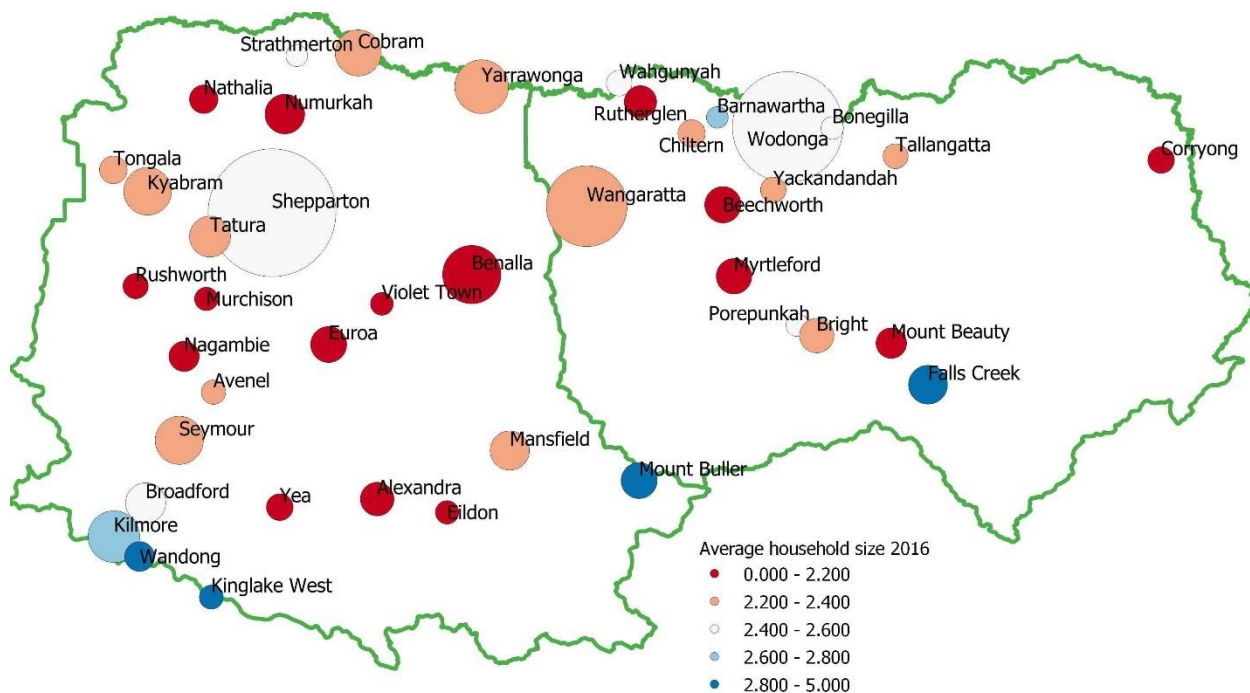 Strathmerton
Cobram
Yarrawonga
Wahgunyah
Nathalia
Numurkah
Rutherglen
Barnawartha
Bonegilla
Chiltern
Wodonga
Tallangatta
Corryong
Tongala
Kyabram
Shepparton
Wangaratta
Yackandandah
Beechworth
Tatura
Benalla
Myrtleford
Rushworth
Murchison
Violet Town
Porepunkah
Bright
Mount Beauty
Nagambie
Euroa
Falls Creek
Avenel
Seymour
Mansfield
Mount Buller
Broadford
Yea
Alexandra
Eildon
Kilmore
Wandong
Kinglake West
Average household size 2016
0.000 - 2.200
2.200 - 2.400
2.400 - 2.600
2.600 - 2.800
2.800 - 5.000